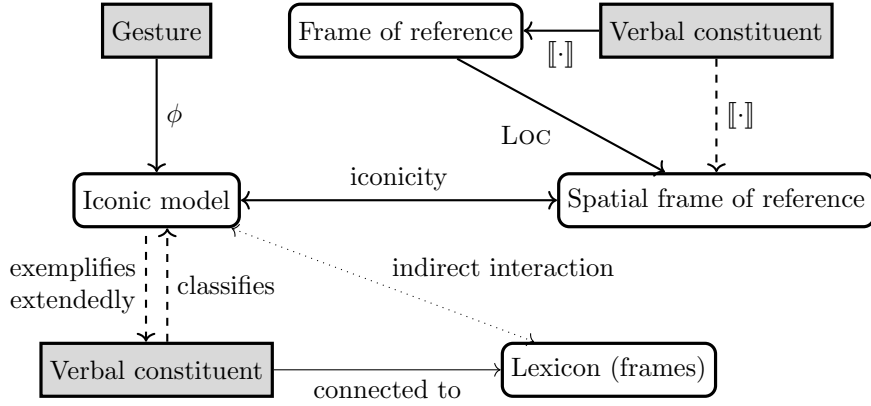 Gesture
Frame of reference
Verbal constituent
⟦·⟧
ϕ
⟦·⟧
LOC
iconicity
Iconic model
Spatial frame of reference
exemplifies
extendedly
classifies
indirect interaction
Verbal constituent
Lexicon (frames)
connected to